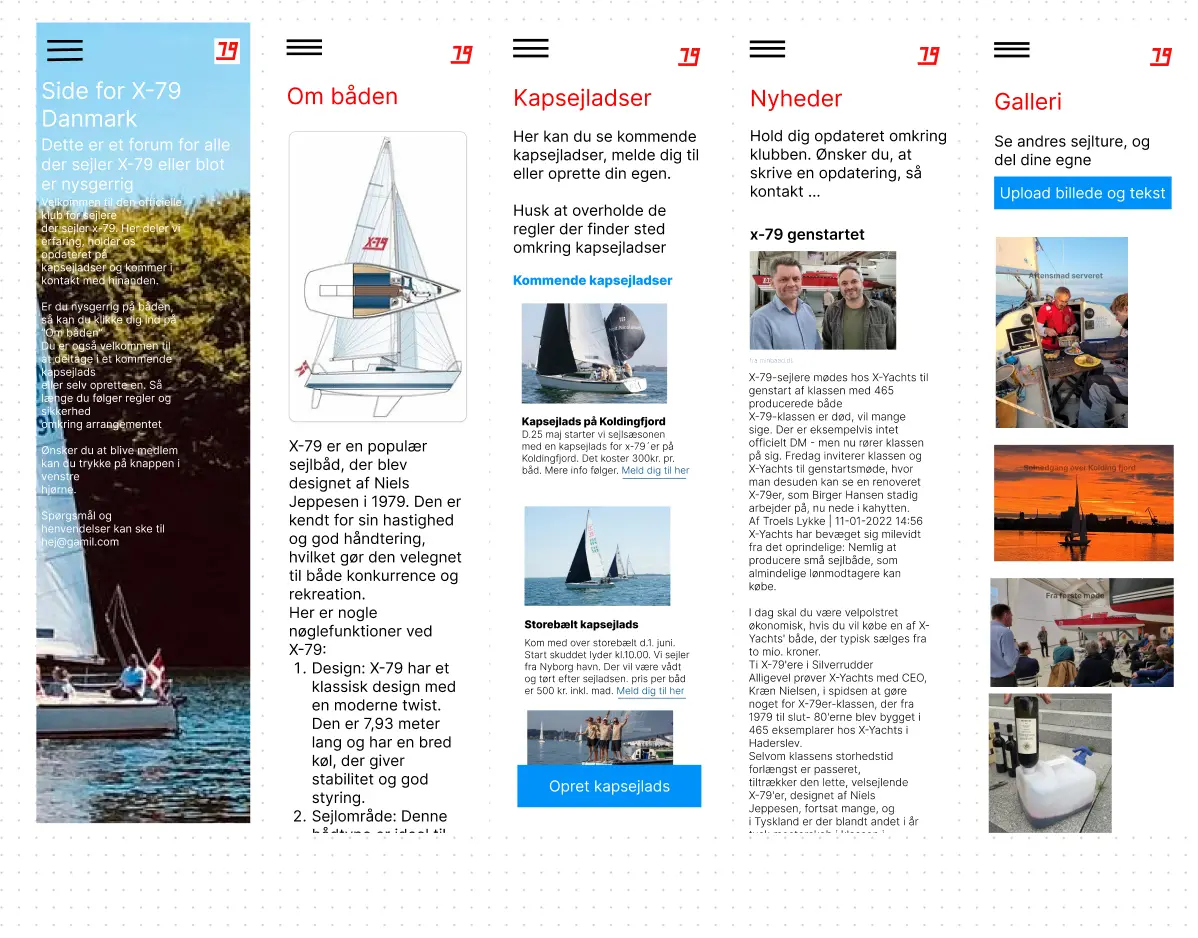 79
Side for X-79
Danmark
Dette er et forum for alle
der sejler X-79 eller blot
er nysgerrig
Velkommen til den officielle
klub for sejlere
der sejler x-79. Her deler vi
erfaring, holder os
opdateret på
kapsejladser og kommer i
kontakt med hinanden.
Er du nysgerrig på båden,
så kan du klikke dig ind på
"Om båden"
Du er også velkommen til
at deltage i et kommende
kapsejlads
eller selv oprette en. Så
længe du følger regler og
sikkerhed
omkring arrangementet
Ønsker du at blive medlem
kan du trykke på knappen i
venstre
hjørne.
Spørgsmål og
henvendelser kan ske til
hej@gamil.com
79
Om båden
X-79
X-79 er en populær
sejlbåd, der blev
designet af Niels
Jeppesen i 1979. Den er
kendt for sin hastighed
og god håndtering,
hvilket gør den velegnet
til både konkurrence og
rekreation.
Her er nogle
nøglefunktioner ved
X-79:
1. Design: X-79 har et
klassisk design med
en moderne twist.
Den er 7,93 meter
lang og har en bred
køl, der giver
stabilitet og god
styring.
2. Sejlområde: Denne
bådtype er ideel til
79
Kapsejladser
Her kan du se kommende
kapsejladser, melde dig til
eller oprette din egen.
Husk at overholde de
regler der finder sted
omkring kapsejladser
Kommende kapsejladser
Kapsejlads på Koldingfjord
D.25 maj starter vi sejlsæsonen
med en kapsejlads for x-79´er på
Koldingfjord. Det koster 300kr. pr.
båd. Mere info følger. Meld dig til her
Storebælt kapsejlads
Kom med over storebælt d.1. juni.
Start skuddet lyder kl.10.00. Vi sejler
fra Nyborg havn. Der vil være vådt
og tørt efter sejladsen. pris per båd
er 500 kr. inkl. mad. Meld dig til her
Opret kapsejlads
79
Nyheder
Hold dig opdateret omkring
klubben. Ønsker du, at
skrive en opdatering, så
kontakt ...
x-79 genstartet
X-79-sejlere mødes hos X-Yachts til
genstart af klassen med 465
producerede både
X-79-klassen er død, vil mange
sige. Der er eksempelvis intet
officielt DM - men nu rører klassen
på sig. Fredag inviterer klassen og
X-Yachts til genstartsmøde, hvor
man desuden kan se en renoveret
X-79er, som Birger Hansen stadig
arbejder på, nu nede i kahytten.
Af Troels Lykke | 11-01-2022 14:56
X-Yachts har bevæget sig milevidt
fra det oprindelige: Nemlig at
producere små sejlbåde, som
almindelige lønmodtagere kan
købe.
I dag skal du være velpolstret
økonomisk, hvis du vil købe en af X-
Yachts' både, der typisk sælges fra
to mio. kroner.
Ti X-79'ere i Silverrudder
Alligevel prøver X-Yachts med CEO,
Kræn Nielsen, i spidsen at gøre
noget for X-79er-klassen, der fra
1979 til slut- 80'erne blev bygget i
465 eksemplarer hos X-Yachts i
Haderslev.
Selvom klassens storhedstid
forlængst er passeret,
tiltrækker den lette, velsejlende
X-79'er, designet af Niels
Jeppesen, fortsat mange, og
i Tyskland er der blandt andet i år
79
Galleri
Se andres sejlture, og
del dine egne
Upload billede og tekst
Aftensmad serveret
Solnedgang over Kolding fjord
Fra første møde